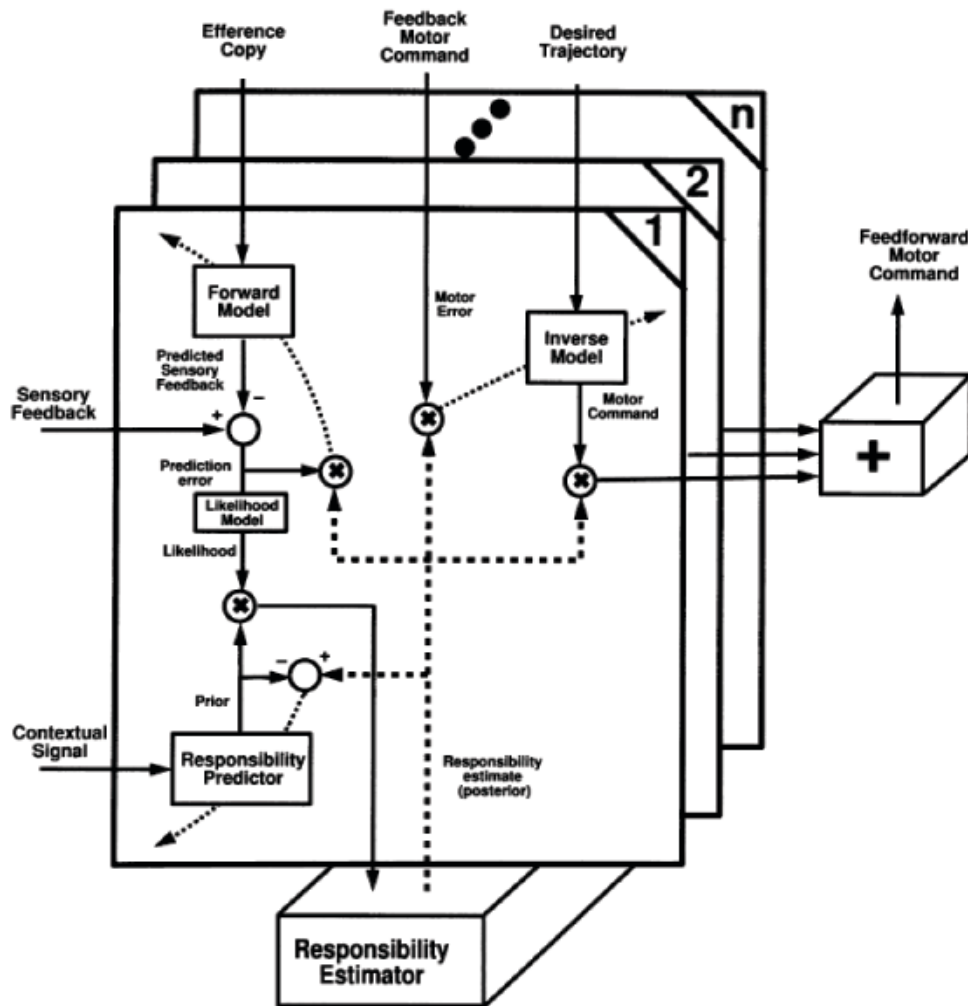 Efference
Copy
Feedback
Motor
Command
Desired
Trajectory
n
2
1
Feedforward
Motor
Command
Forward
Model
Motor
Error
Inverse
Model
Predicted
Sensory
Feedback
−
+
Sensory
Feedback
Motor
Command
+
Prediction
error
Likelihood
Model
Likelihood
−
+
Prior
Contextual
Signal
Responsibility
Predictor
Responsibility
estimate
(posterior)
Responsibility
Estimator